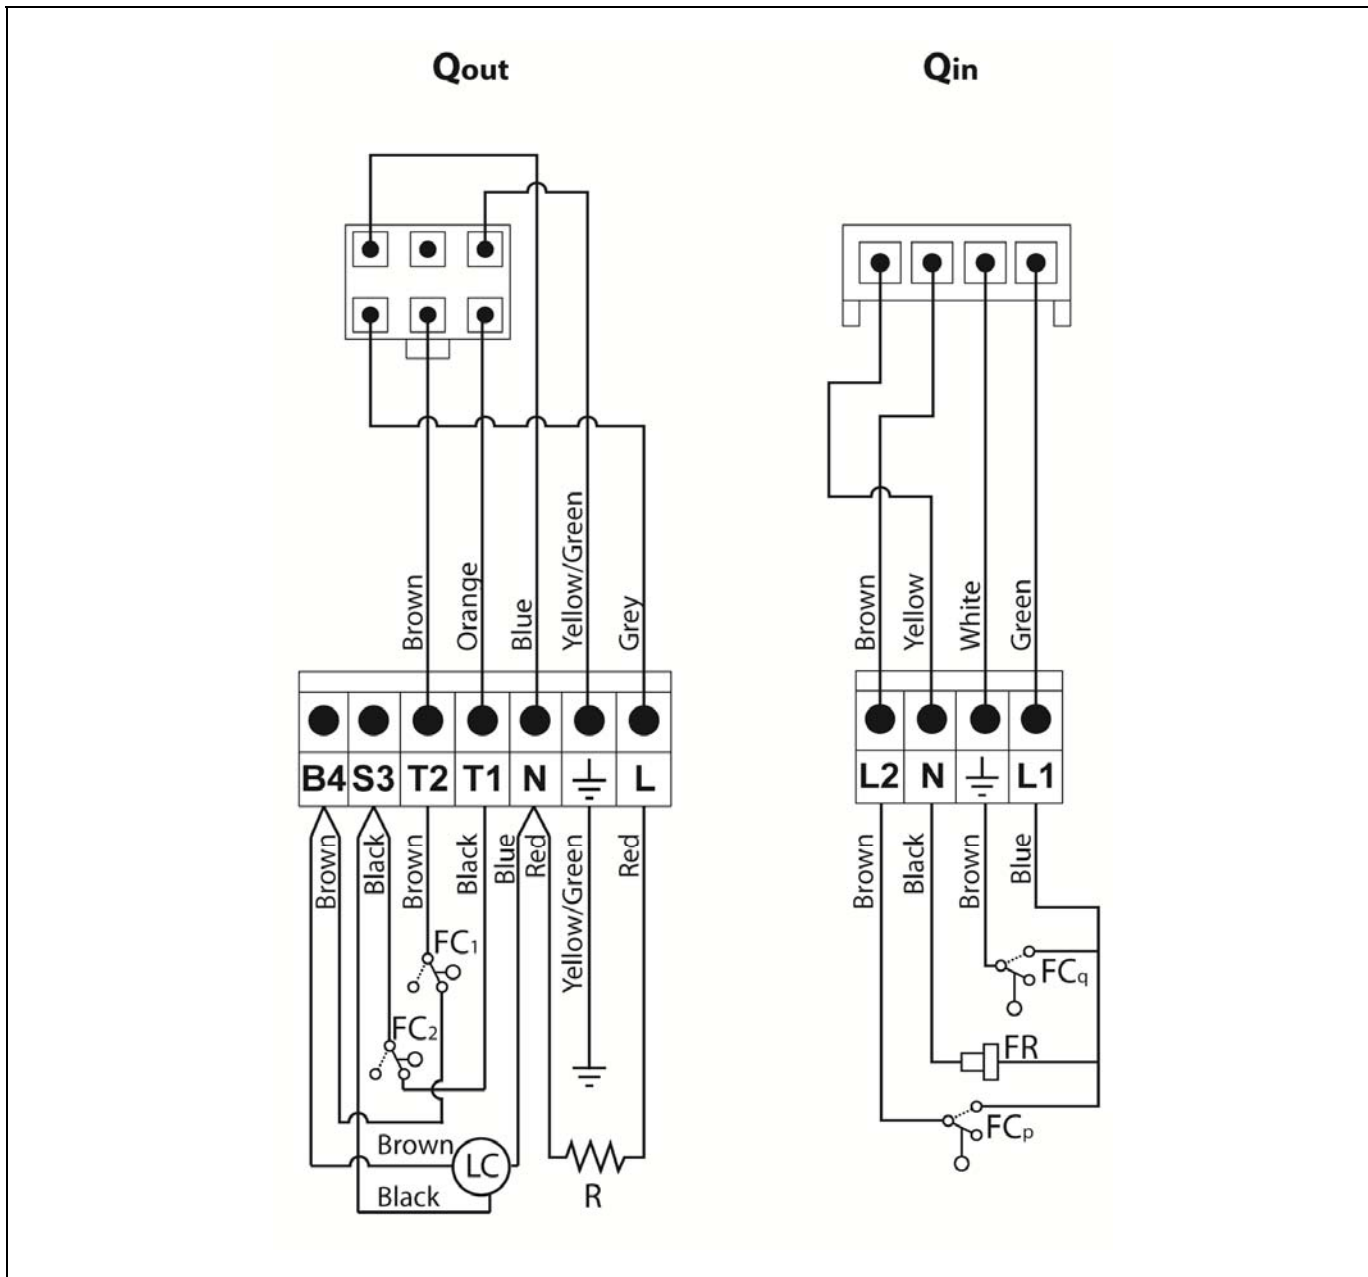 Qout
Qin
Brown
Orange
Blue
Yellow/Green
Grey
Brown
Yellow
White
Green
B4 S3 T2 T1 N L
L2 N L1
Brown
Black
Brown
Black
Blue
Red
Yellow/Green
Red
Brown
Black
Brown
Blue
FC1
FCq
FC2
FR
FCp
Brown
LC
Black
R